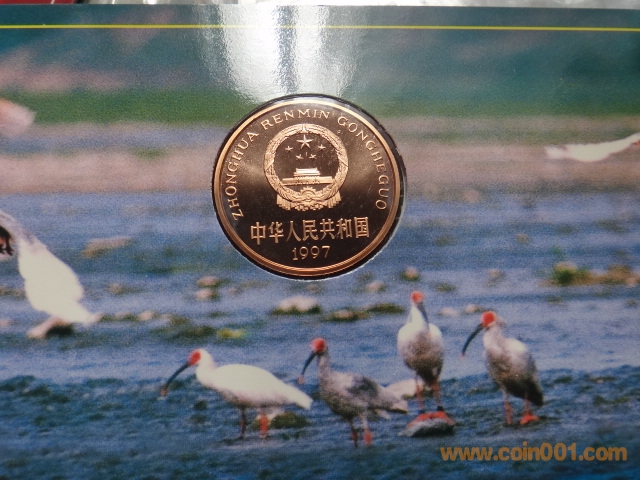 ZHONGHUA RENMIN GONGHEGUO
中华人民共和国
1997
www.coin001.com